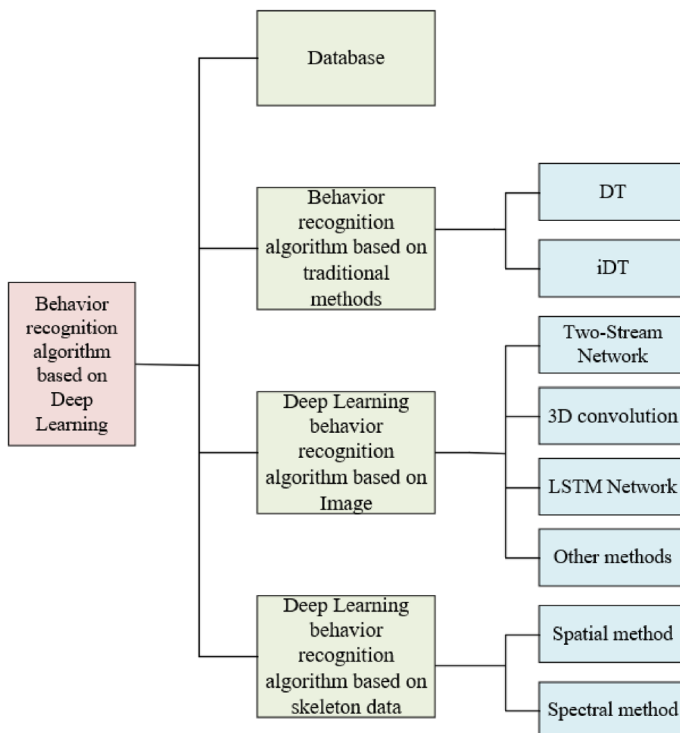 Database
Behavior
recognition
algorithm based on
traditional
methods
DT
iDT
Behavior
recognition
algorithm
based on
Deep
Learning
Two-Stream
Network
Deep Learning
behavior
recognition
algorithm based on
Image
3D convolution
LSTM Network
Other methods
Deep Learning
behavior
recognition
algorithm based on
skeleton data
Spatial method
Spectral method